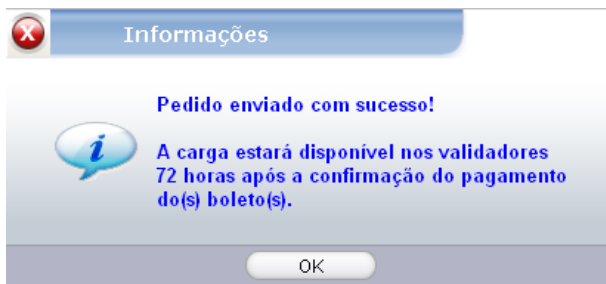 Informações
Pedido enviado com sucesso!
A carga estará disponível nos validadores
72 horas após a confirmação do pagamento
do(s) boleto(s).
OK